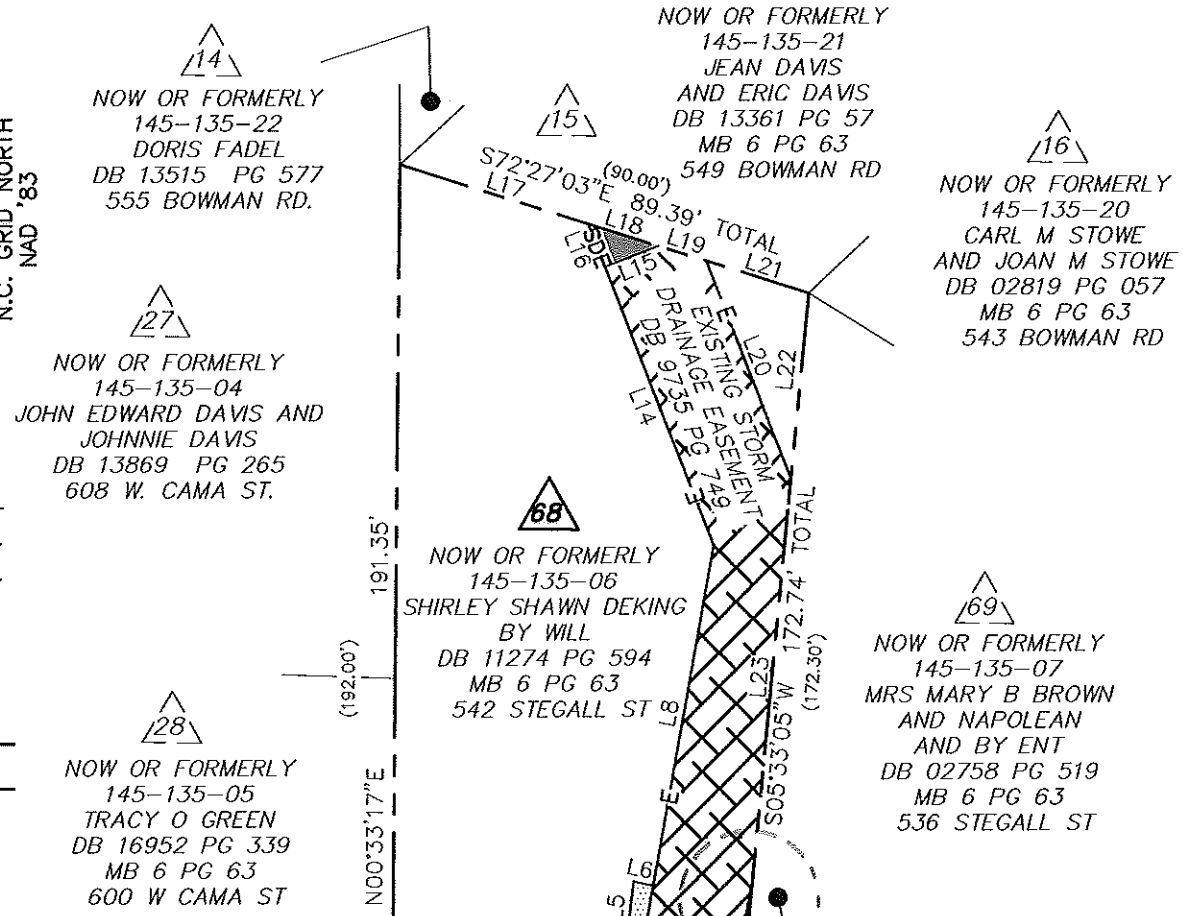 N.C. GRID NORTH
NAD '83
14
NOW OR FORMERLY
145-135-22
DORIS FADEL
DB 13515 PG 577
555 BOWMAN RD.
15
NOW OR FORMERLY
145-135-21
JEAN DAVIS
AND ERIC DAVIS
DB 13361 PG 57
MB 6 PG 63
549 BOWMAN RD
16
NOW OR FORMERLY
145-135-20
CARL M STOWE
AND JOAN M STOWE
DB 02819 PG 057
MB 6 PG 63
543 BOWMAN RD
S72°27'03"E
(90.00')
89.39' TOTAL
L17
L18
L19
L21
SDE
L16
L15
L14
EXISTING STORM
DRAINAGE EASEMENT
DB 9735 PG 749
E
L20
L22
E
27
NOW OR FORMERLY
145-135-04
JOHN EDWARD DAVIS AND
JOHNNIE DAVIS
DB 13869 PG 265
608 W. CAMA ST.
191.35'
(192.00')
N00°33'17"E
68
NOW OR FORMERLY
145-135-06
SHIRLEY SHAWN DEKING
BY WILL
DB 11274 PG 594
MB 6 PG 63
542 STEGALL ST
L8
E
L23
S05°33'05"W 172.74' TOTAL
(172.30')
69
NOW OR FORMERLY
145-135-07
MRS MARY B BROWN
AND NAPOLEAN
AND BY ENT
DB 02758 PG 519
MB 6 PG 63
536 STEGALL ST
28
NOW OR FORMERLY
145-135-05
TRACY O GREEN
DB 16952 PG 339
MB 6 PG 63
600 W CAMA ST
L6
L5